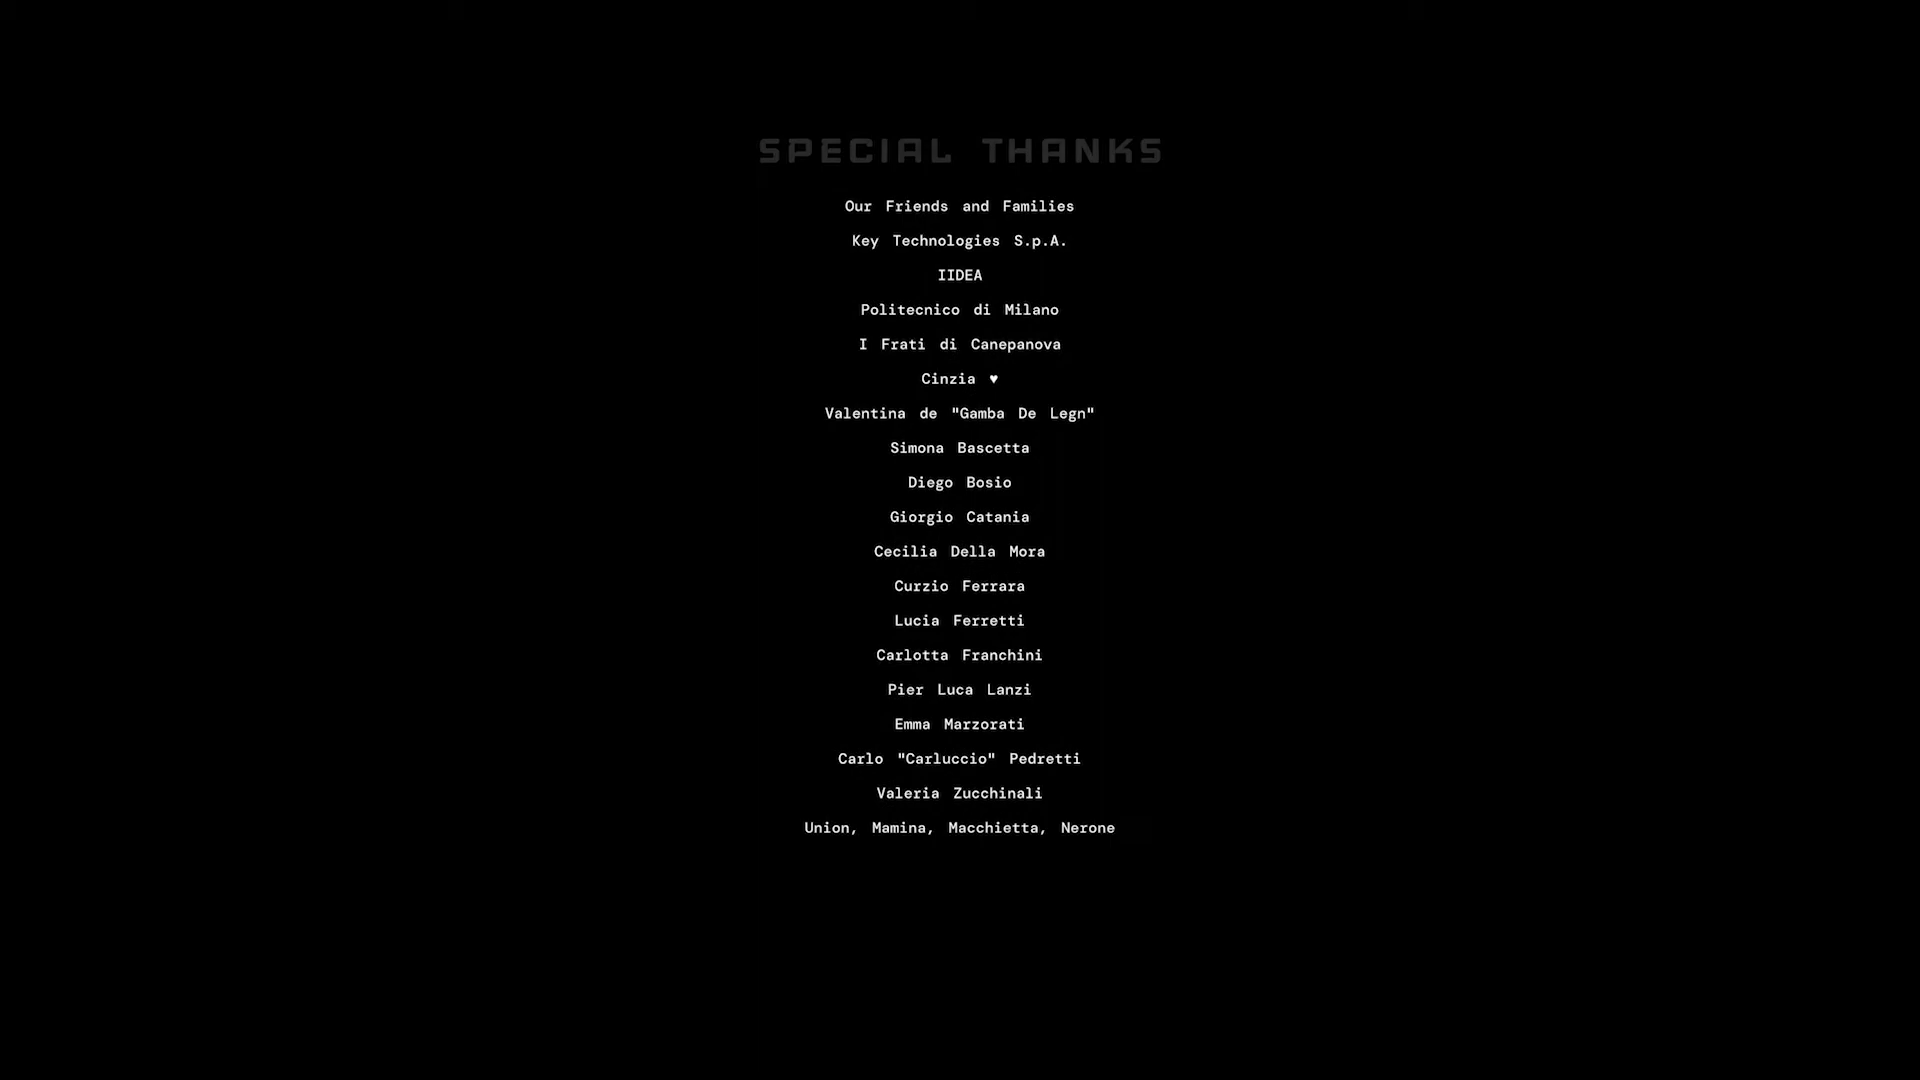 SPECIAL THANKS
Our Friends and Families
Key Technologies S.p.A.
IIDEA
Politecnico di Milano
I Frati di Canepanova
Cinzia ♥
Valentina de "Gamba De Legn"
Simona Bascetta
Diego Bosio
Giorgio Catania
Cecilia Della Mora
Curzio Ferrara
Lucia Ferretti
Carlotta Franchini
Pier Luca Lanzi
Emma Marzorati
Carlo "Carluccio" Pedretti
Valeria Zucchinali
Union, Mamina, Macchietta, Nerone